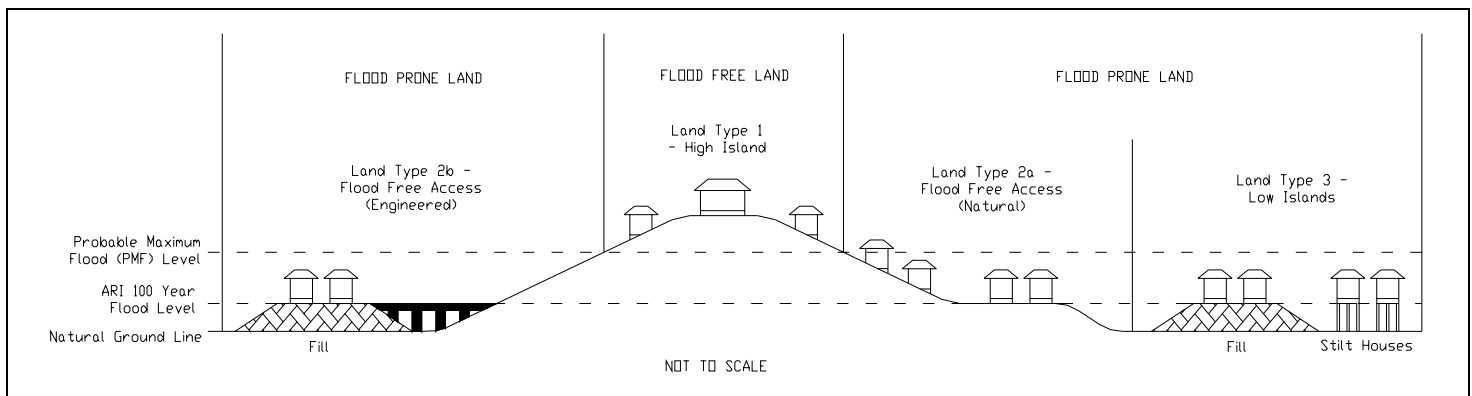 FLOOD PRONE LAND
FLOOD FREE LAND
FLOOD PRONE LAND
Land Type 1
- High Island
Land Type 2b -
Flood Free Access
(Engineered)
Land Type 2a -
Flood Free Access
(Natural)
Land Type 3 -
Low Islands
Probable Maximum
Flood (PMF) Level
ARI 100 Year
Flood Level
Natural Ground Line
Fill
Fill
Stilt Houses
NOT TO SCALE